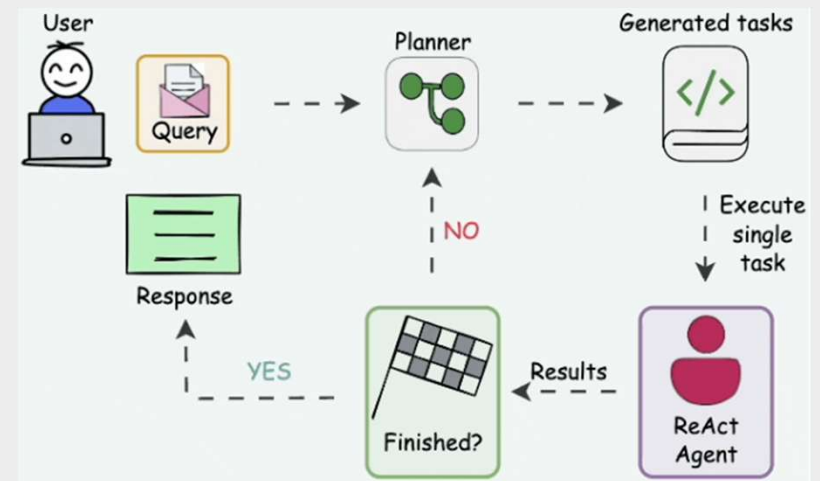 User
Query
Planner
Generated tasks
</>
Execute
single
task
NO
Response
YES
Finished?
Results
ReAct
Agent